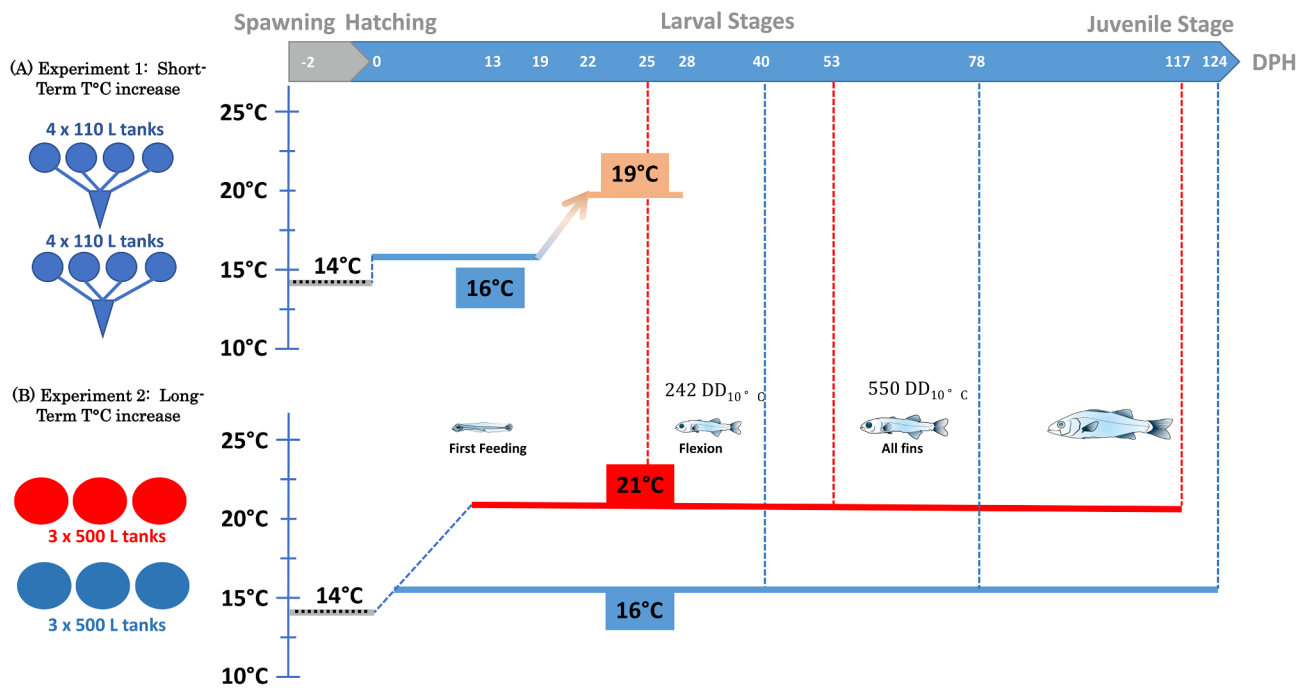 Spawning Hatching Larval Stages Juvenile Stage
-2 0 13 19 22 25 28 40 53 78 117 124 DPH
(A) Experiment 1: Short-
Term T°C increase
4 x 110 L tanks
4 x 110 L tanks
25°C
20°C
15°C
10°C
19°C
14°C
16°C
(B) Experiment 2: Long-
Term T°C increase
3 x 500 L tanks
3 x 500 L tanks
242 DD10° C
550 DD10° C
25°C
20°C
15°C
10°C
First Feeding
Flexion
All fins
21°C
14°C
16°C